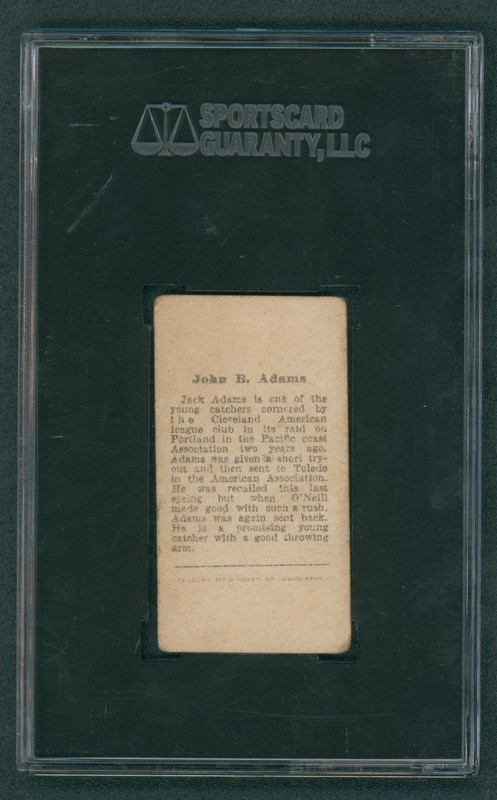 SPORTSCARD
GUARANTY, LLC
John B. Adams
Jack Adams is one of the
young catchers cornered by
the Cleveland American
league club in its raid on
Portland in the Pacific coast
Association two years ago.
Adams was given a short try-
out and then sent to Toledo
in the American Association.
He was recalled this last
spring but when O'Neill
made good with such a rush,
Adams was again sent back.
He is a promising young
catcher with a good throwing
arm.
FACTORY DIST. OF LOUISIANA